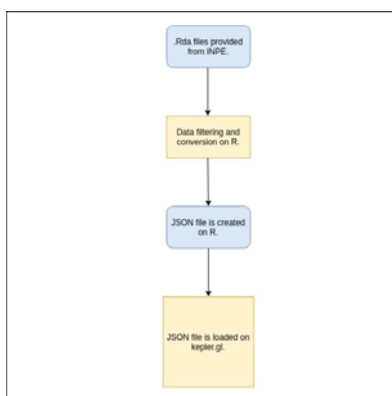 .Rda files provided
from INPE.
Data filtering and
conversion on R.
JSON file is created
on R.
JSON file is loaded on
kepler.gl.